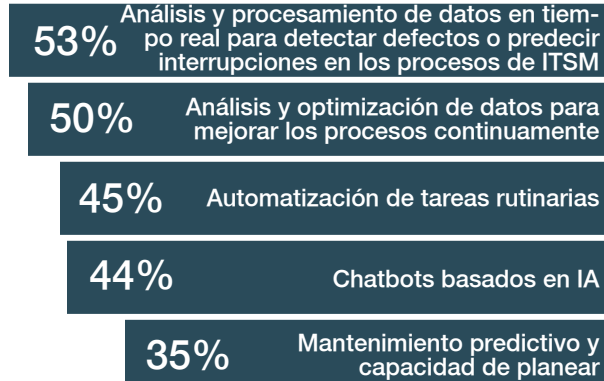 53%
Análisis y procesamiento de datos en tiem-
po real para detectar defectos o predecir
interrupciones en los procesos de ITSM
50%
Análisis y optimización de datos para
mejorar los procesos continuamente
45%
Automatización de tareas rutinarias
44%
Chatbots basados en IA
35%
Mantenimiento predictivo y
capacidad de planear